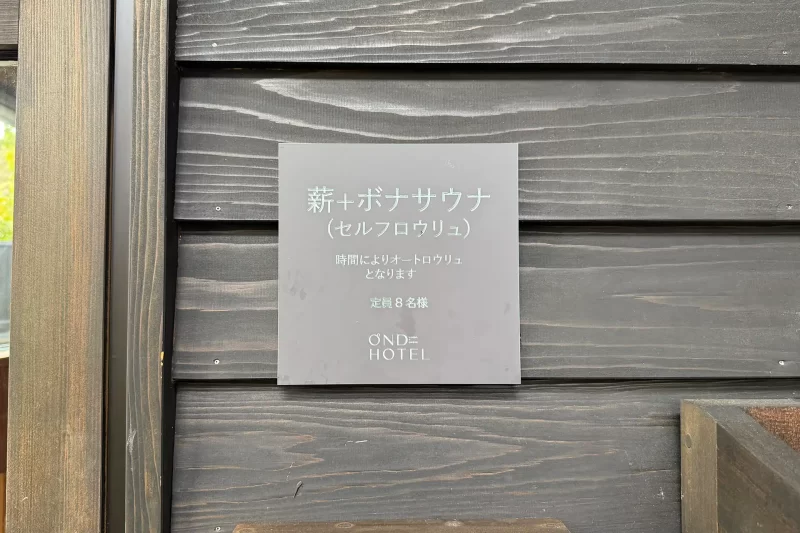 薪+ボナサウナ
(セルフロウリュ)
時間によりオートロウリュ
となります
定員8名様
ONDE
HOTEL